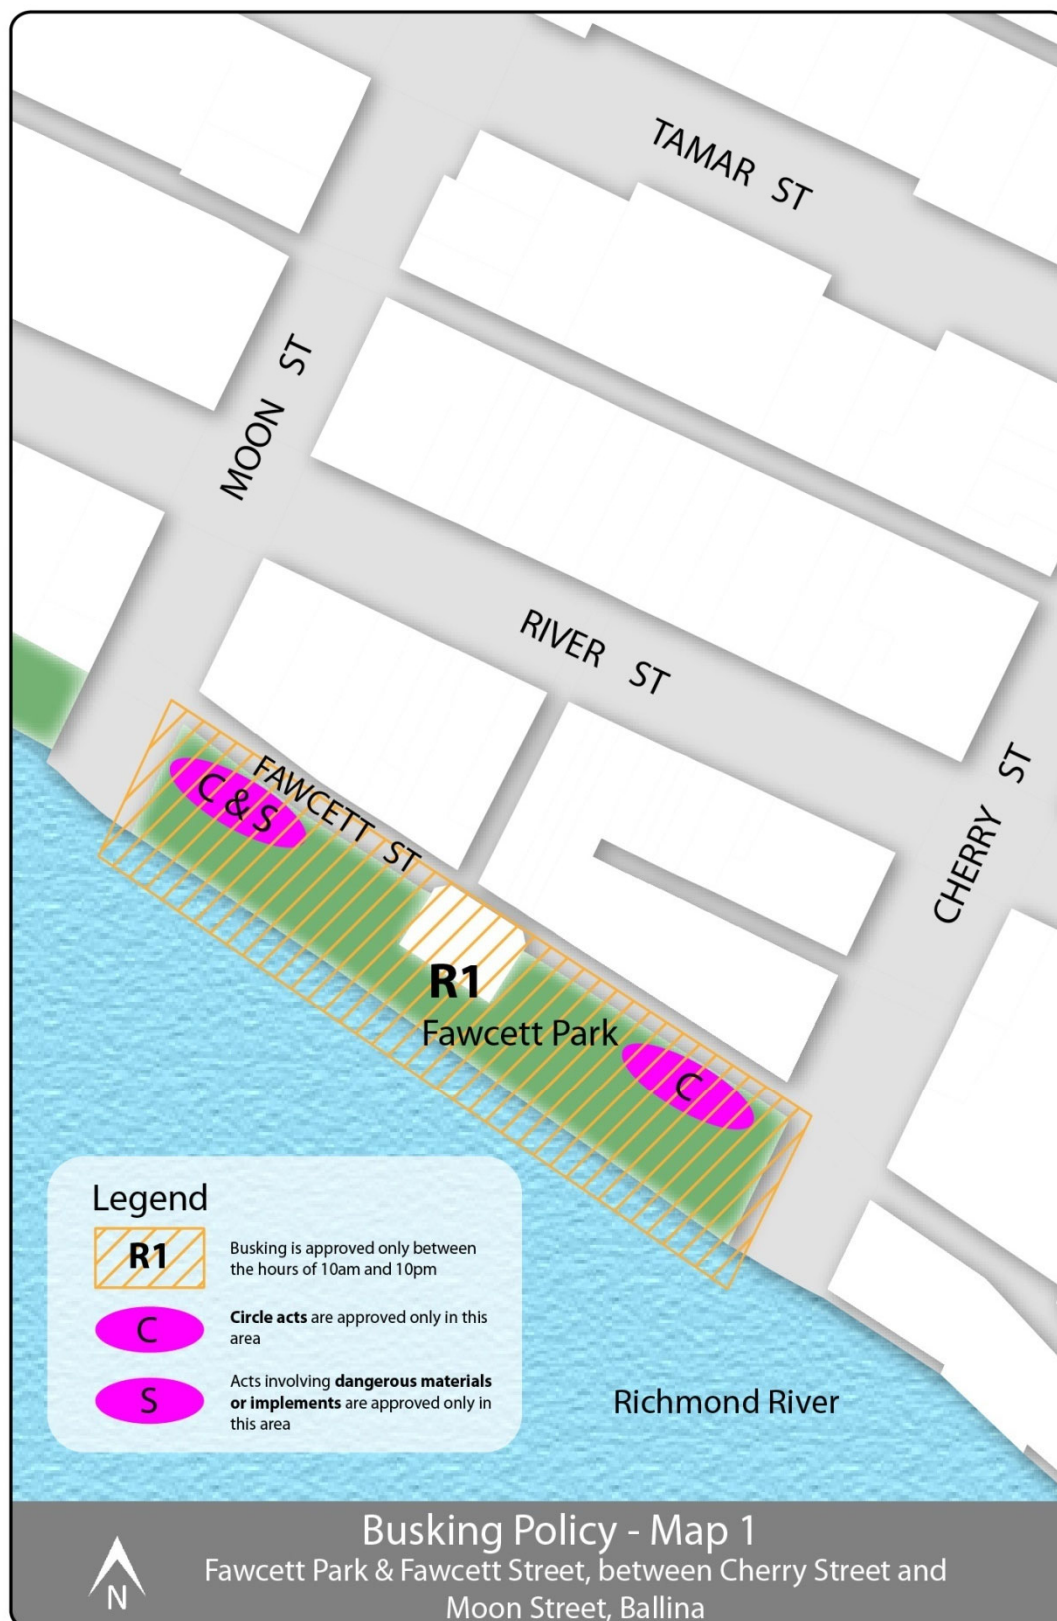 TAMAR ST
MOON ST
RIVER ST
CHERRY ST
FAWCETT ST
C & S
R1
Fawcett Park
C
Legend
R1
Busking is approved only between
the hours of 10am and 10pm
C
Circle acts are approved only in this
area
S
Acts involving dangerous materials
or implements are approved only in
this area
Richmond River
N
Busking Policy - Map 1
Fawcett Park & Fawcett Street, between Cherry Street and
Moon Street, Ballina